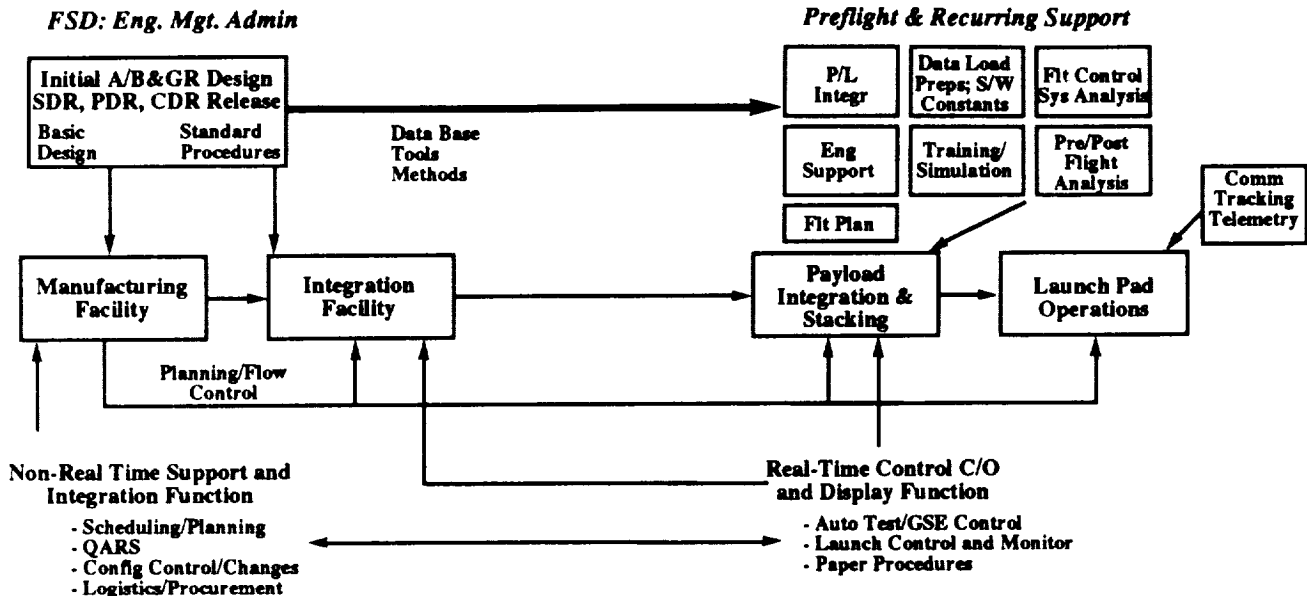 FSD: Eng. Mgt. Admin
Preflight & Recurring Support
Initial A/B&GR Design
SDR, PDR, CDR Release
Basic
Design
Standard
Procedures
Data Base
Tools
Methods
P/L
Integr
Data Load
Preps; S/W
Constants
Flt Control
Sys Analysis
Eng
Support
Training/
Simulation
Pre/Post
Flight
Analysis
Flt Plan
Comm
Tracking
Telemetry
Manufacturing
Facility
Integration
Facility
Payload
Integration &
Stacking
Launch Pad
Operations
Planning/Flow
Control
Non-Real Time Support and
Integration Function
- Scheduling/Planning
- QARS
- Config Control/Changes
- Logistics/Procurement
Real-Time Control C/O
and Display Function
- Auto Test/GSE Control
- Launch Control and Monitor
- Paper Procedures